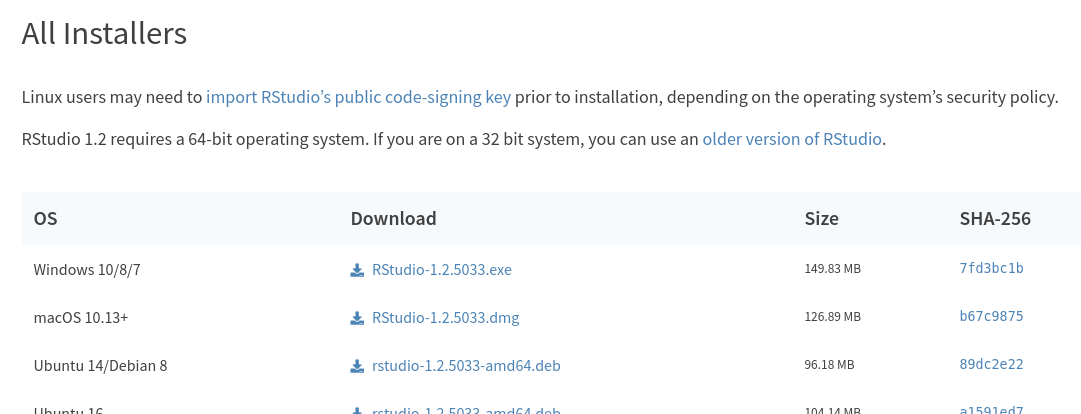 All Installers
Linux users may need to import RStudio’s public code-signing key prior to installation, depending on the operating system’s security policy.
RStudio 1.2 requires a 64-bit operating system. If you are on a 32 bit system, you can use an older version of RStudio.
OS Download Size SHA-256
Windows 10/8/7 RStudio-1.2.5033.exe 149.83 MB 7fd3bc1b
macOS 10.13+ RStudio-1.2.5033.dmg 126.89 MB b67c9875
Ubuntu 14/Debian 8 rstudio-1.2.5033-amd64.deb 96.18 MB 89dc2e22
Ubuntu 16 rstudio-1.2.5033-amd64.deb 104.14 MB a1591ed7